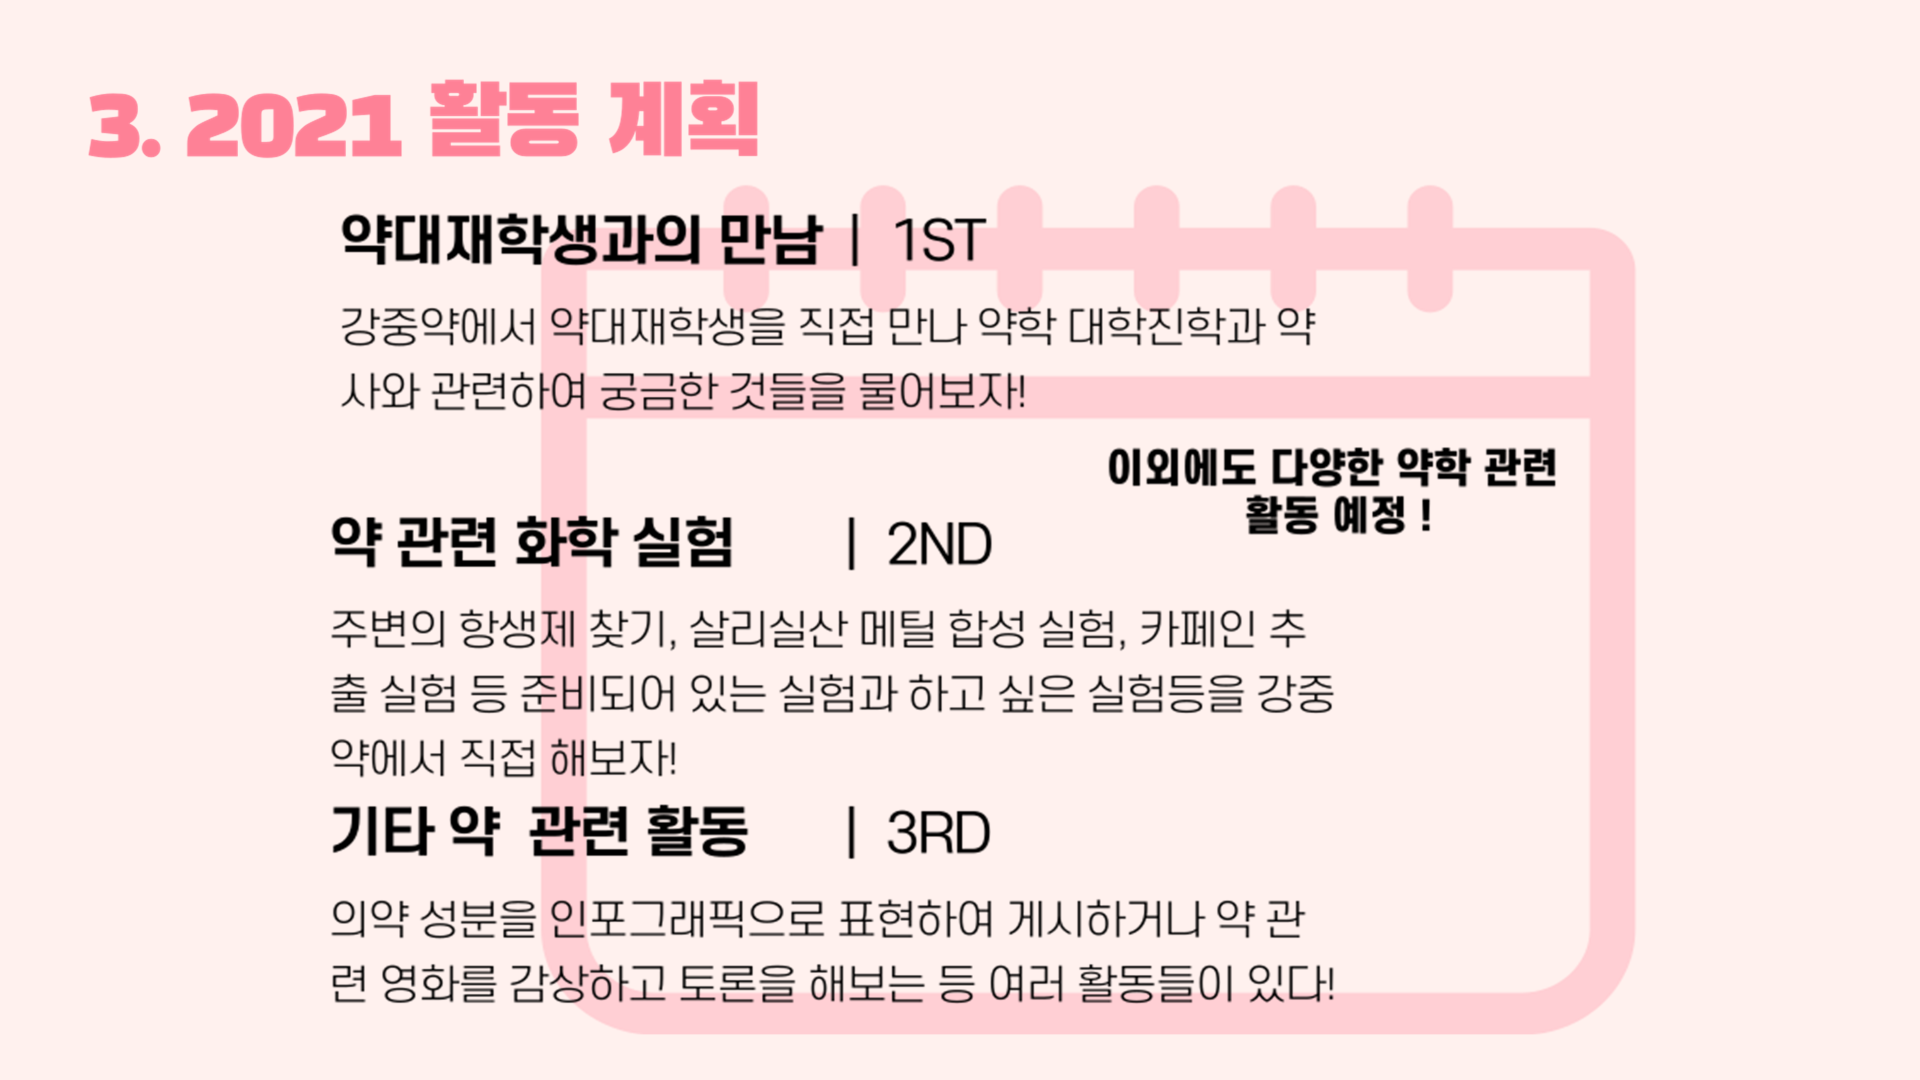 3. 2021 활동 계획
약대재학생과의 만남 | 1ST
강중약에서 약대재학생을 직접 만나 약학 대학진학과 약
사와 관련하여 궁금한 것들을 물어보자!
이외에도 다양한 약학 관련
활동 예정 !
약 관련 화학 실험 | 2ND
주변의 항생제 찾기, 살리실산 메틸 합성 실험, 카페인 추
출 실험 등 준비되어 있는 실험과 하고 싶은 실험등을 강중
약에서 직접 해보자!
기타 약 관련 활동 | 3RD
의약 성분을 인포그래픽으로 표현하여 게시하거나 약 관
련 영화를 감상하고 토론을 해보는 등 여러 활동들이 있다!